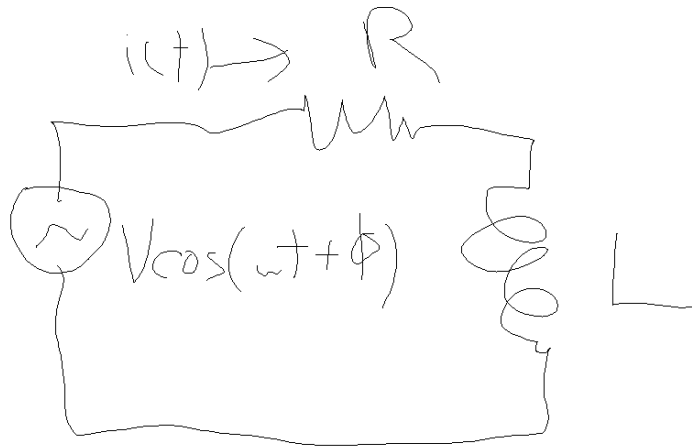 i(t) →
R
Vcos(ωt+ϕ)
L